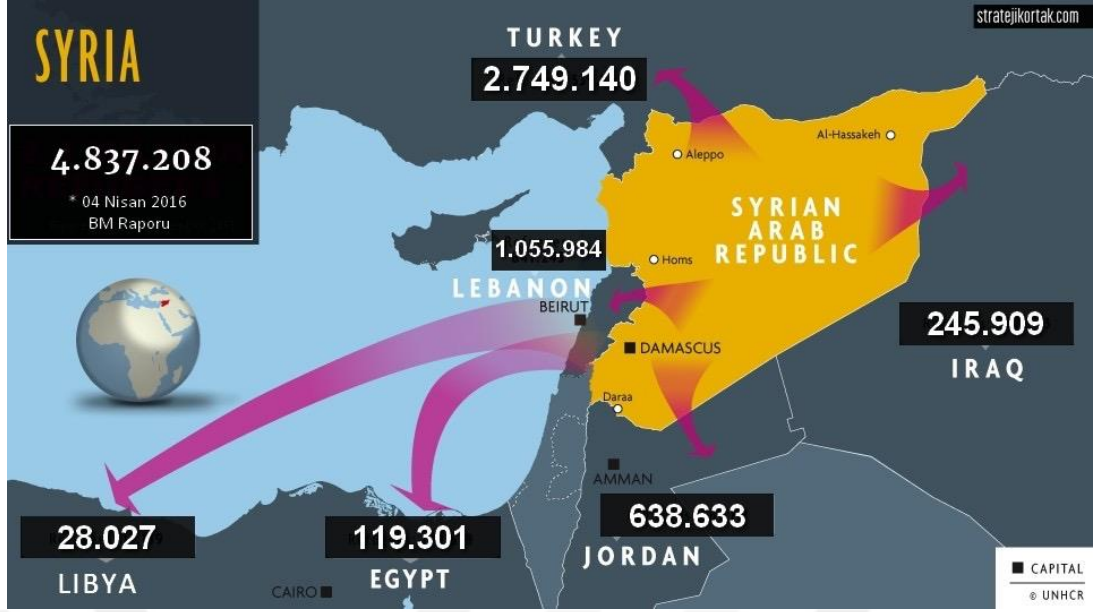 stratejikortak.com
SYRIA
4.837.208
* 04 Nisan 2016
BM Raporu
TURKEY
2.749.140
Al-Hassakeh
Aleppo
SYRIAN
ARAB
REPUBLIC
1.055.984
LEBANON
BEIRUT
Homs
DAMASCUS
245.909
IRAQ
Daraa
AMMAN
638.633
JORDAN
28.027
LIBYA
119.301
EGYPT
CAIRO
CAPITAL
© UNHCR